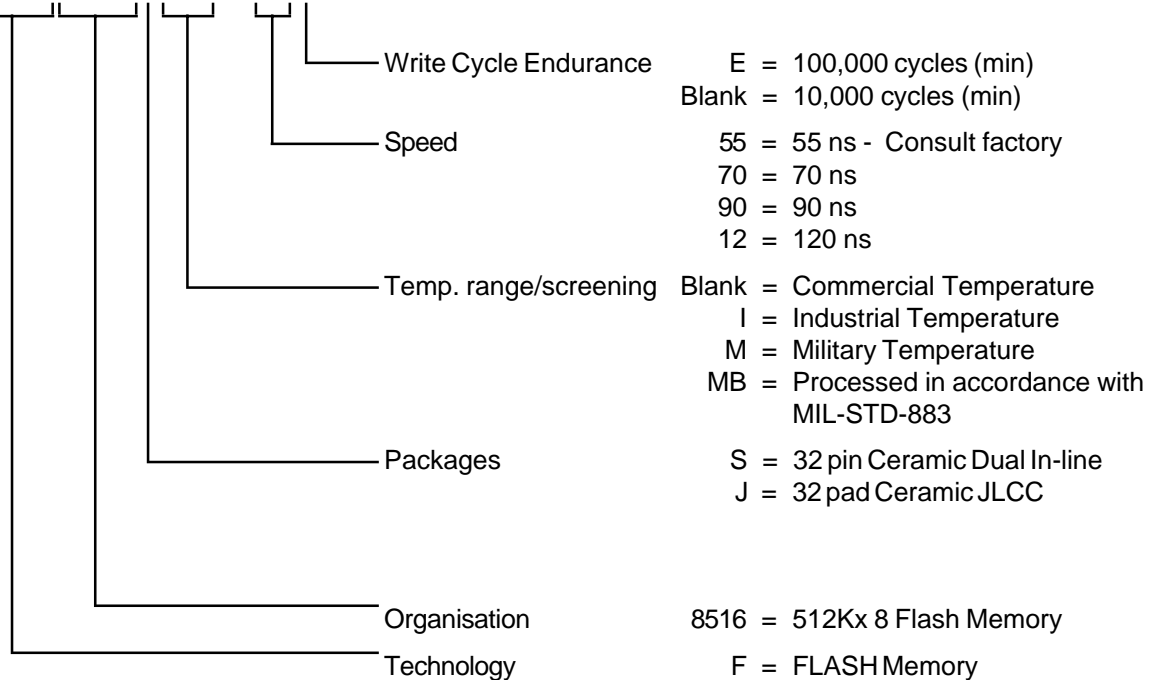 Write Cycle Endurance E = 100,000 cycles (min)
Blank = 10,000 cycles (min)
Speed 55 = 55 ns - Consult factory
70 = 70 ns
90 = 90 ns
12 = 120 ns
Temp. range/screening Blank = Commercial Temperature
I = Industrial Temperature
M = Military Temperature
MB = Processed in accordance with
MIL-STD-883
Packages S = 32 pin Ceramic Dual In-line
J = 32 pad Ceramic JLCC
Organisation 8516 = 512Kx 8 Flash Memory
Technology F = FLASH Memory